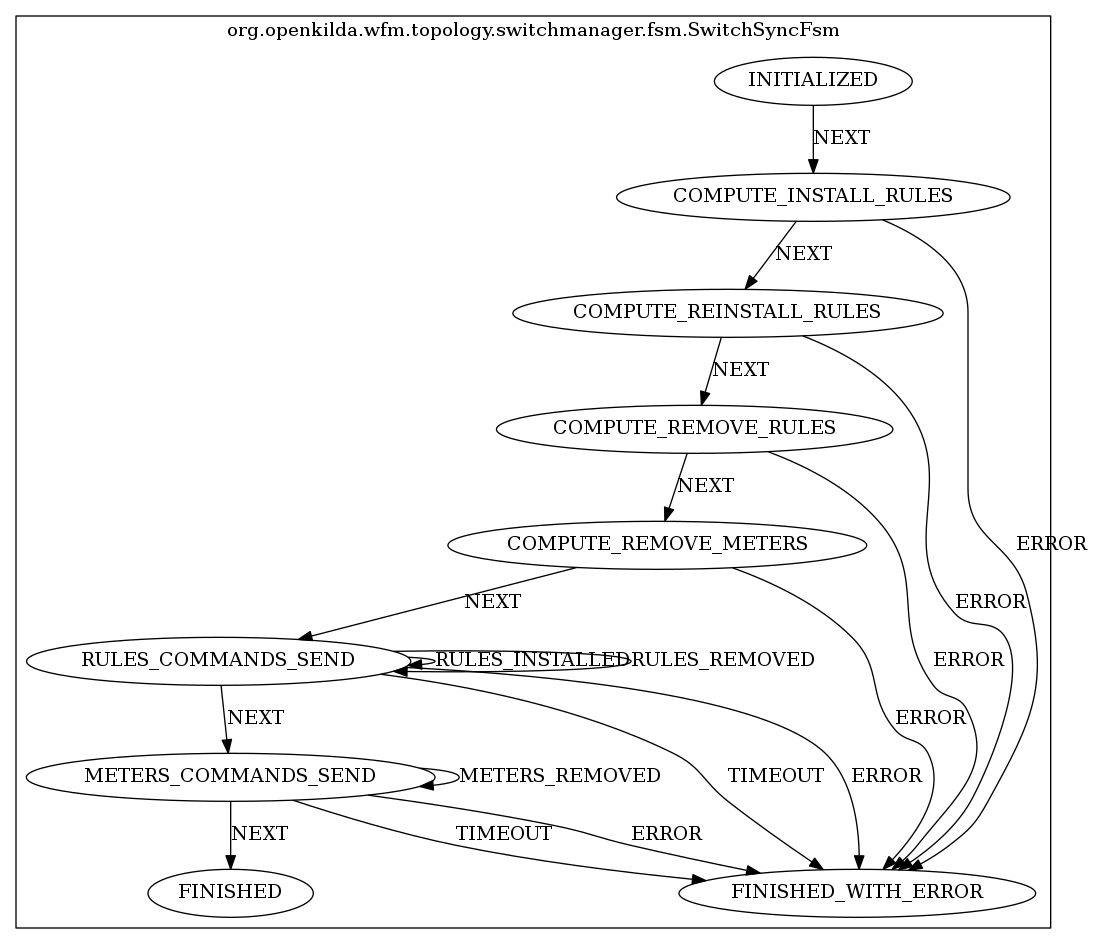 org.openkilda.wfm.topology.switchmanager.fsm.SwitchSyncFsm
INITIALIZED
NEXT
COMPUTE_INSTALL_RULES
NEXT
COMPUTE_REINSTALL_RULES
NEXT
COMPUTE_REMOVE_RULES
NEXT
COMPUTE_REMOVE_METERS
ERROR
NEXT
ERROR
RULES_COMMANDS_SEND
RULES_INSTALLED
RULES_REMOVED
ERROR
NEXT
ERROR
METERS_COMMANDS_SEND
METERS_REMOVED
TIMEOUT
ERROR
NEXT
TIMEOUT
ERROR
FINISHED
FINISHED_WITH_ERROR